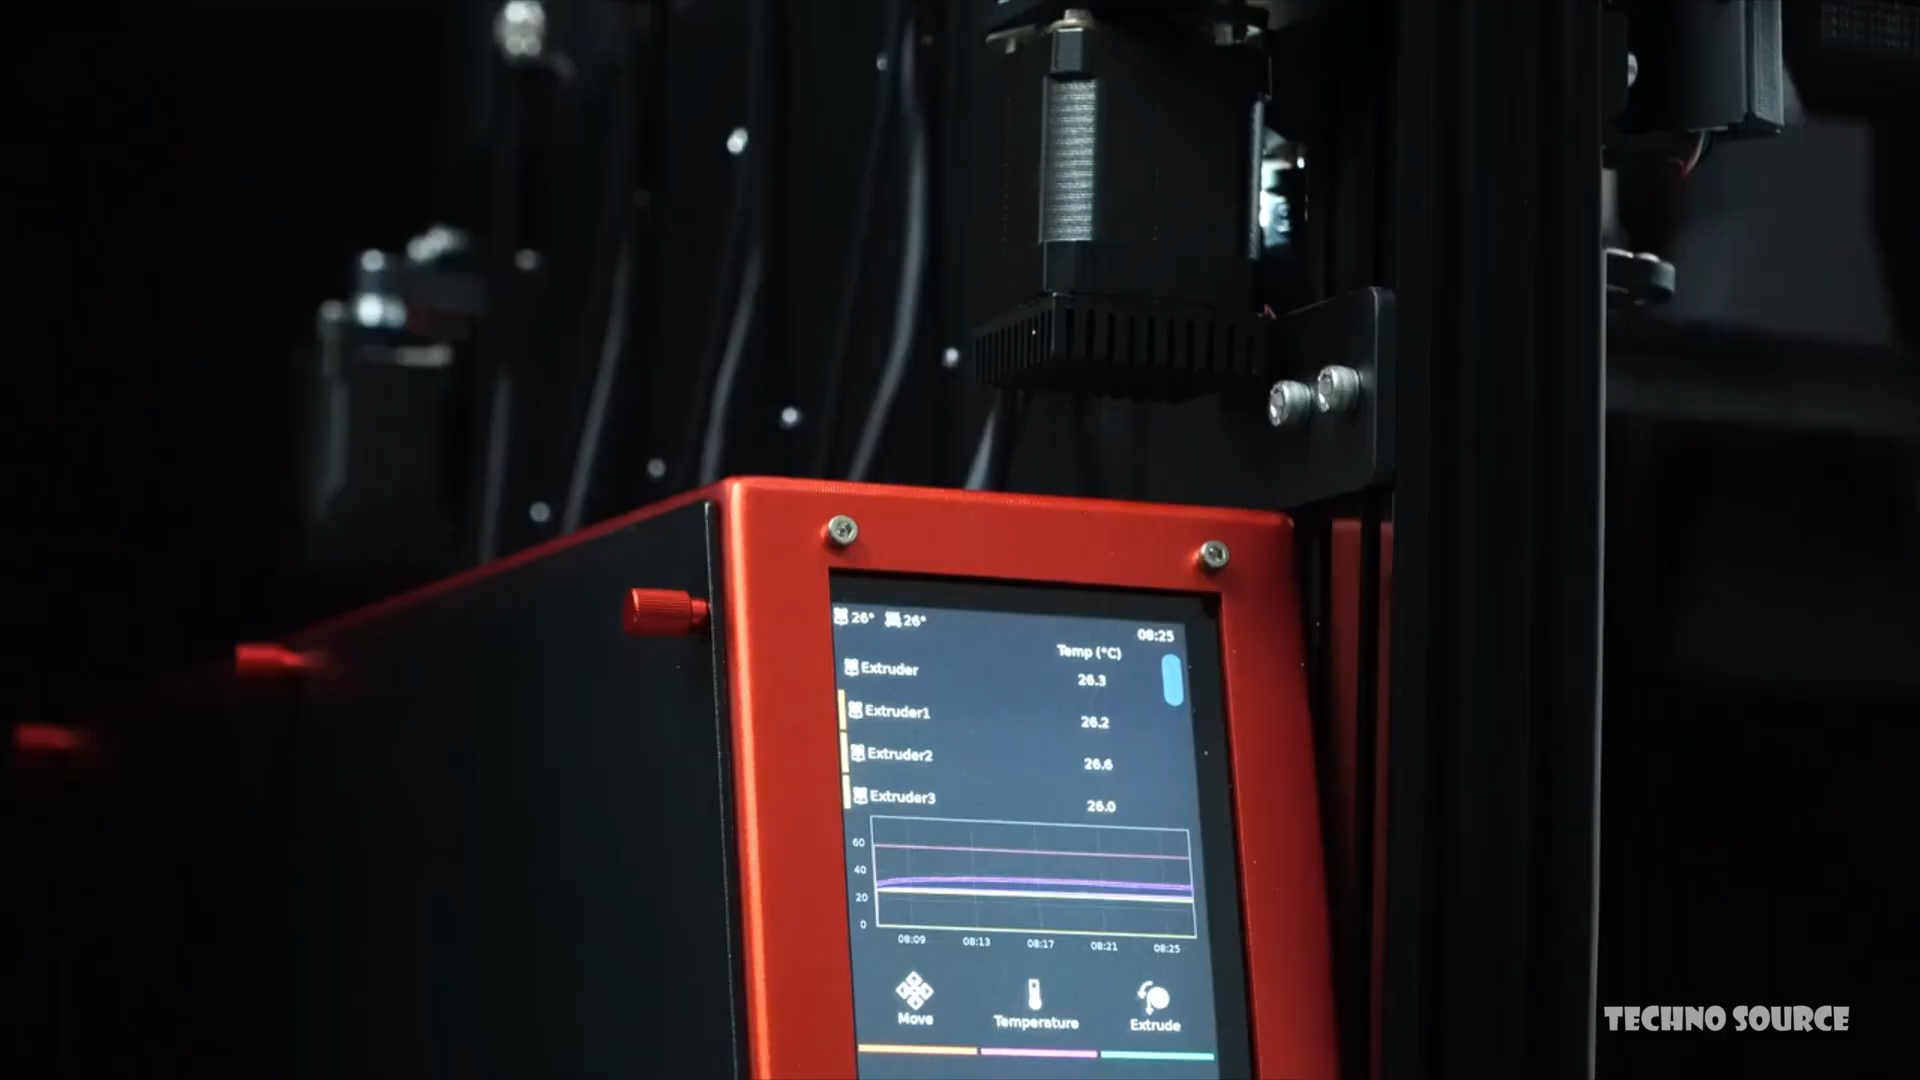 26° 26° 08:25
Temp (°C)
Extruder 26.3
Extruder1 26.2
Extruder2 26.6
Extruder3 26.0
60
40
20
0
08:09 08:13 08:17 08:21 08:25
Move Temperature Extrude
TECHNO SOURCE